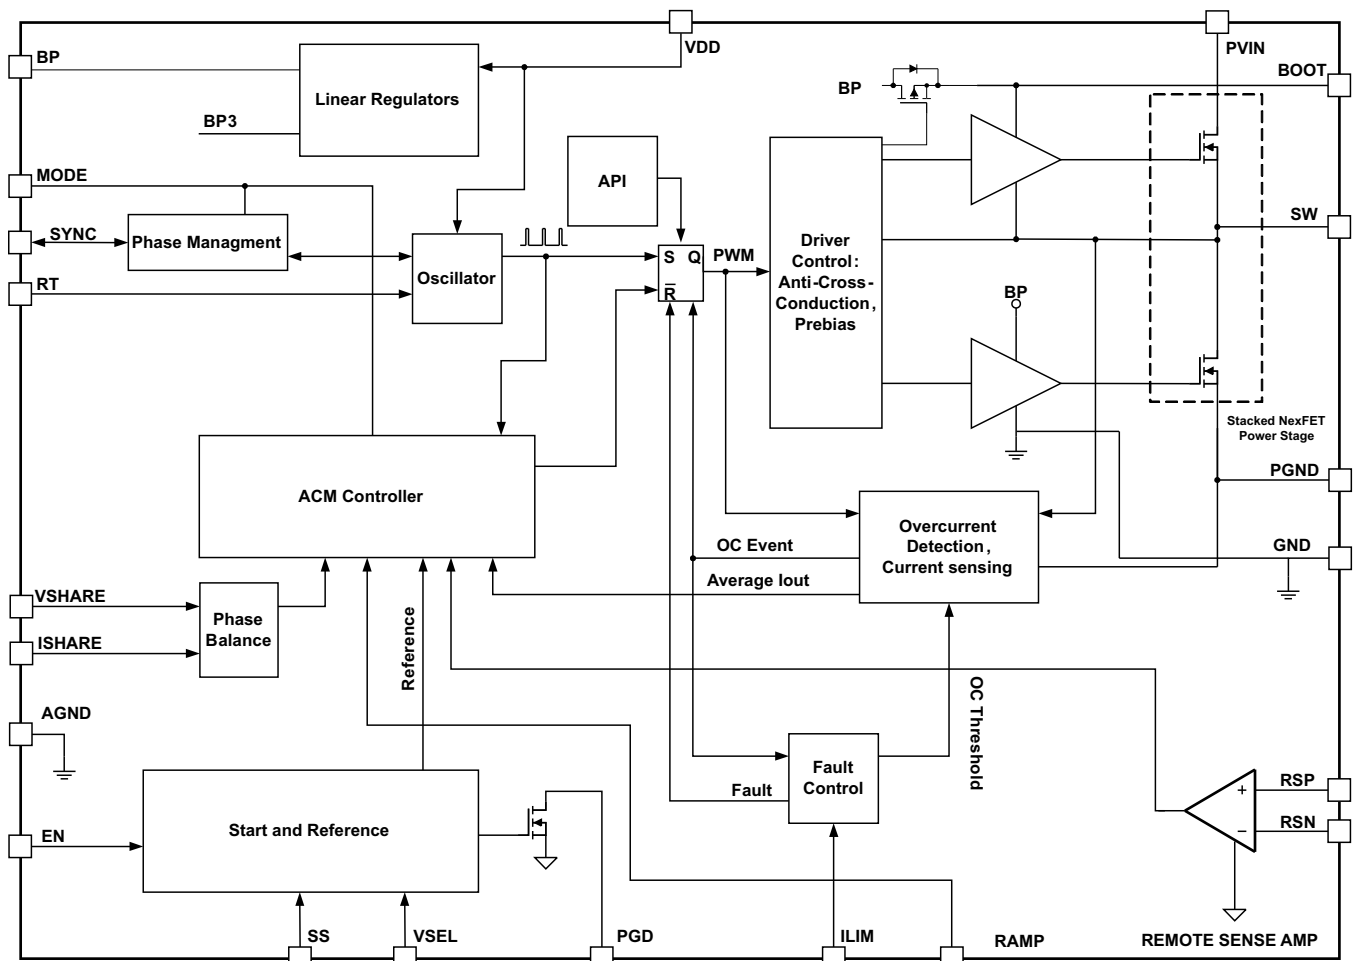 VDD
PVIN
BP
Linear Regulators
BP3
BP
BOOT
MODE
API
SYNC
Phase Managment
Oscillator
S Q
R̅
PWM
Driver
Control:
Anti-Cross-
Conduction,
Prebias
SW
RT
BP
Stacked NexFET
Power Stage
ACM Controller
PGND
Overcurrent
Detection,
Current sensing
OC Event
Average Iout
GND
VSHARE
ISHARE
Phase
Balance
Reference
OC Threshold
AGND
Fault
Control
Fault
RSP
+
RSN
−
EN
Start and Reference
SS
VSEL
PGD
ILIM
RAMP
REMOTE SENSE AMP